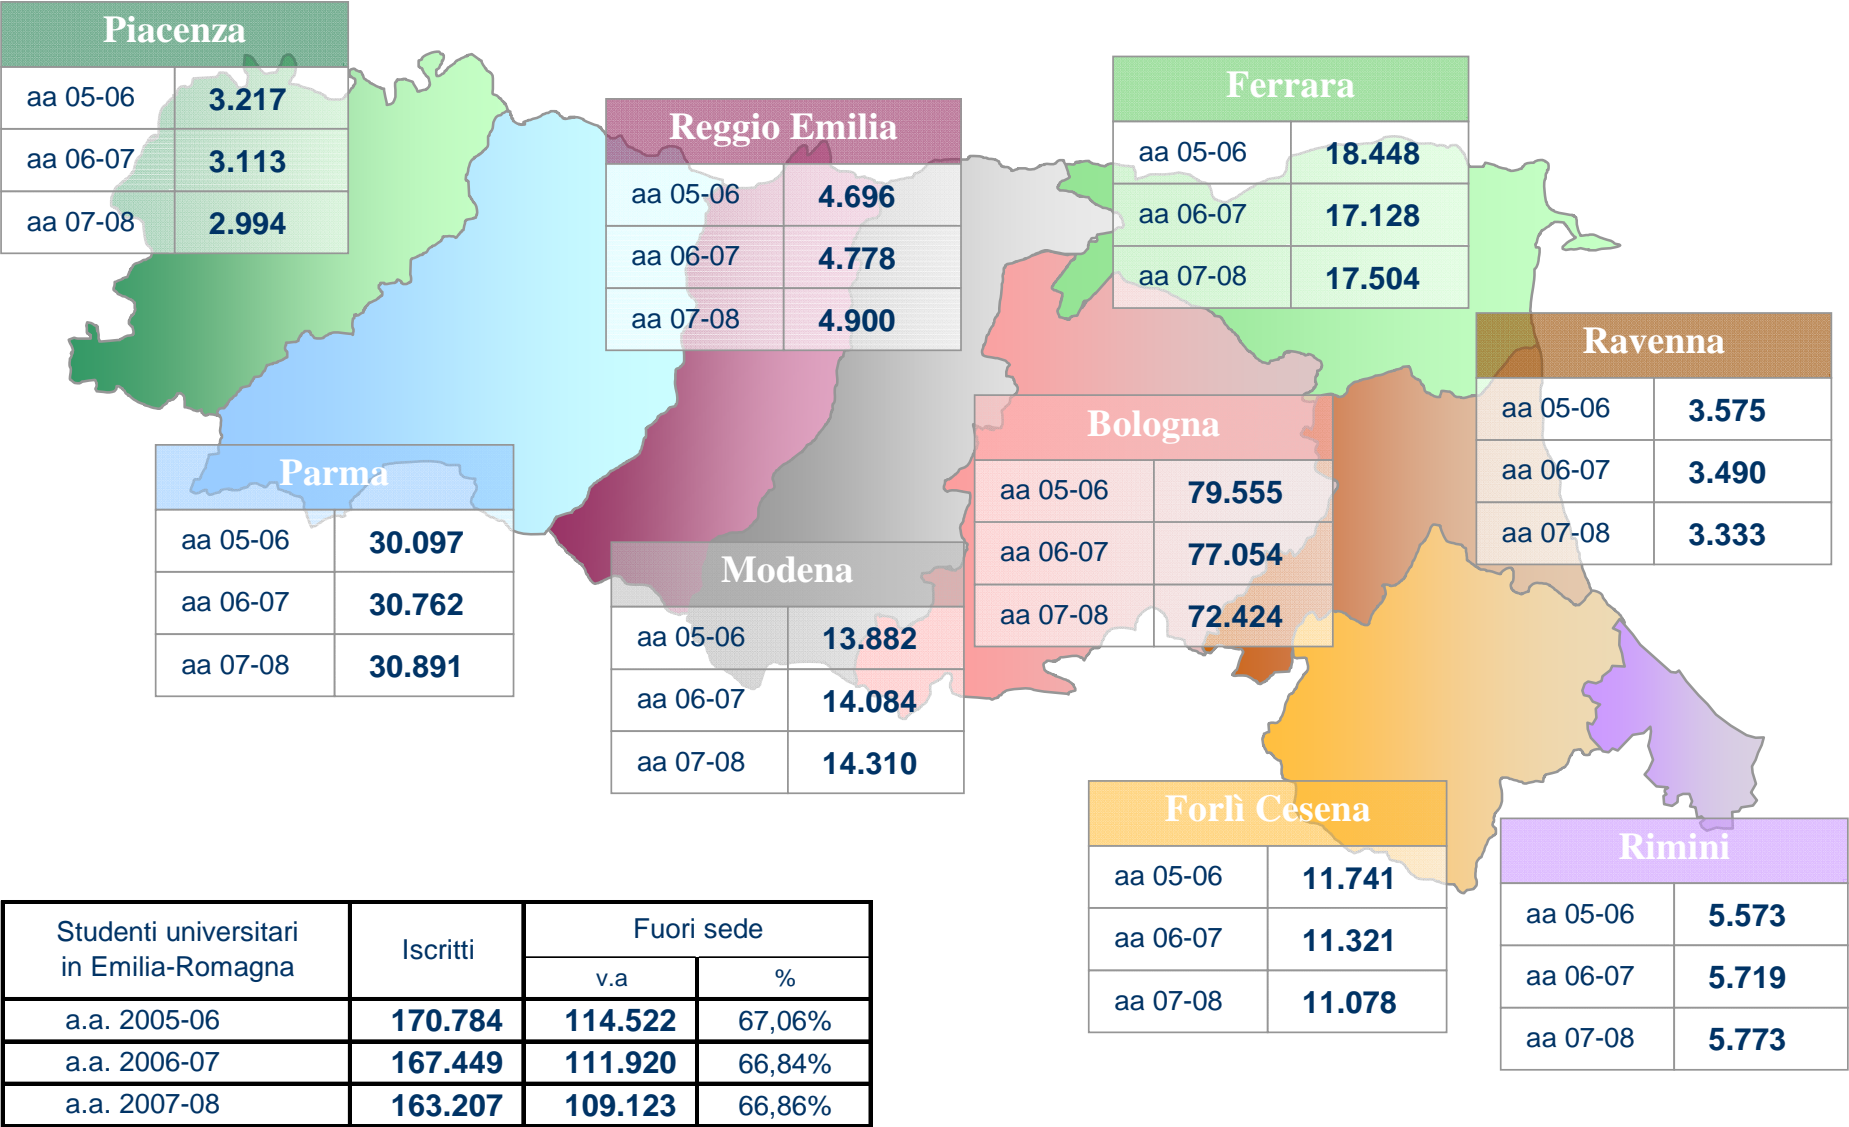 Piacenza
aa 05-06 3.217
aa 06-07 3.113
aa 07-08 2.994
Reggio Emilia
aa 05-06 4.696
aa 06-07 4.778
aa 07-08 4.900
Ferrara
aa 05-06 18.448
aa 06-07 17.128
aa 07-08 17.504
Ravenna
aa 05-06 3.575
aa 06-07 3.490
aa 07-08 3.333
Parma
aa 05-06 30.097
aa 06-07 30.762
aa 07-08 30.891
Modena
aa 05-06 13.882
aa 06-07 14.084
aa 07-08 14.310
Bologna
aa 05-06 79.555
aa 06-07 77.054
aa 07-08 72.424
Forlì Cesena
aa 05-06 11.741
aa 06-07 11.321
aa 07-08 11.078
Rimini
aa 05-06 5.573
aa 06-07 5.719
aa 07-08 5.773
Studenti universitari
in Emilia-Romagna
Iscritti
Fuori sede
v.a %
a.a. 2005-06 170.784 114.522 67,06%
a.a. 2006-07 167.449 111.920 66,84%
a.a. 2007-08 163.207 109.123 66,86%